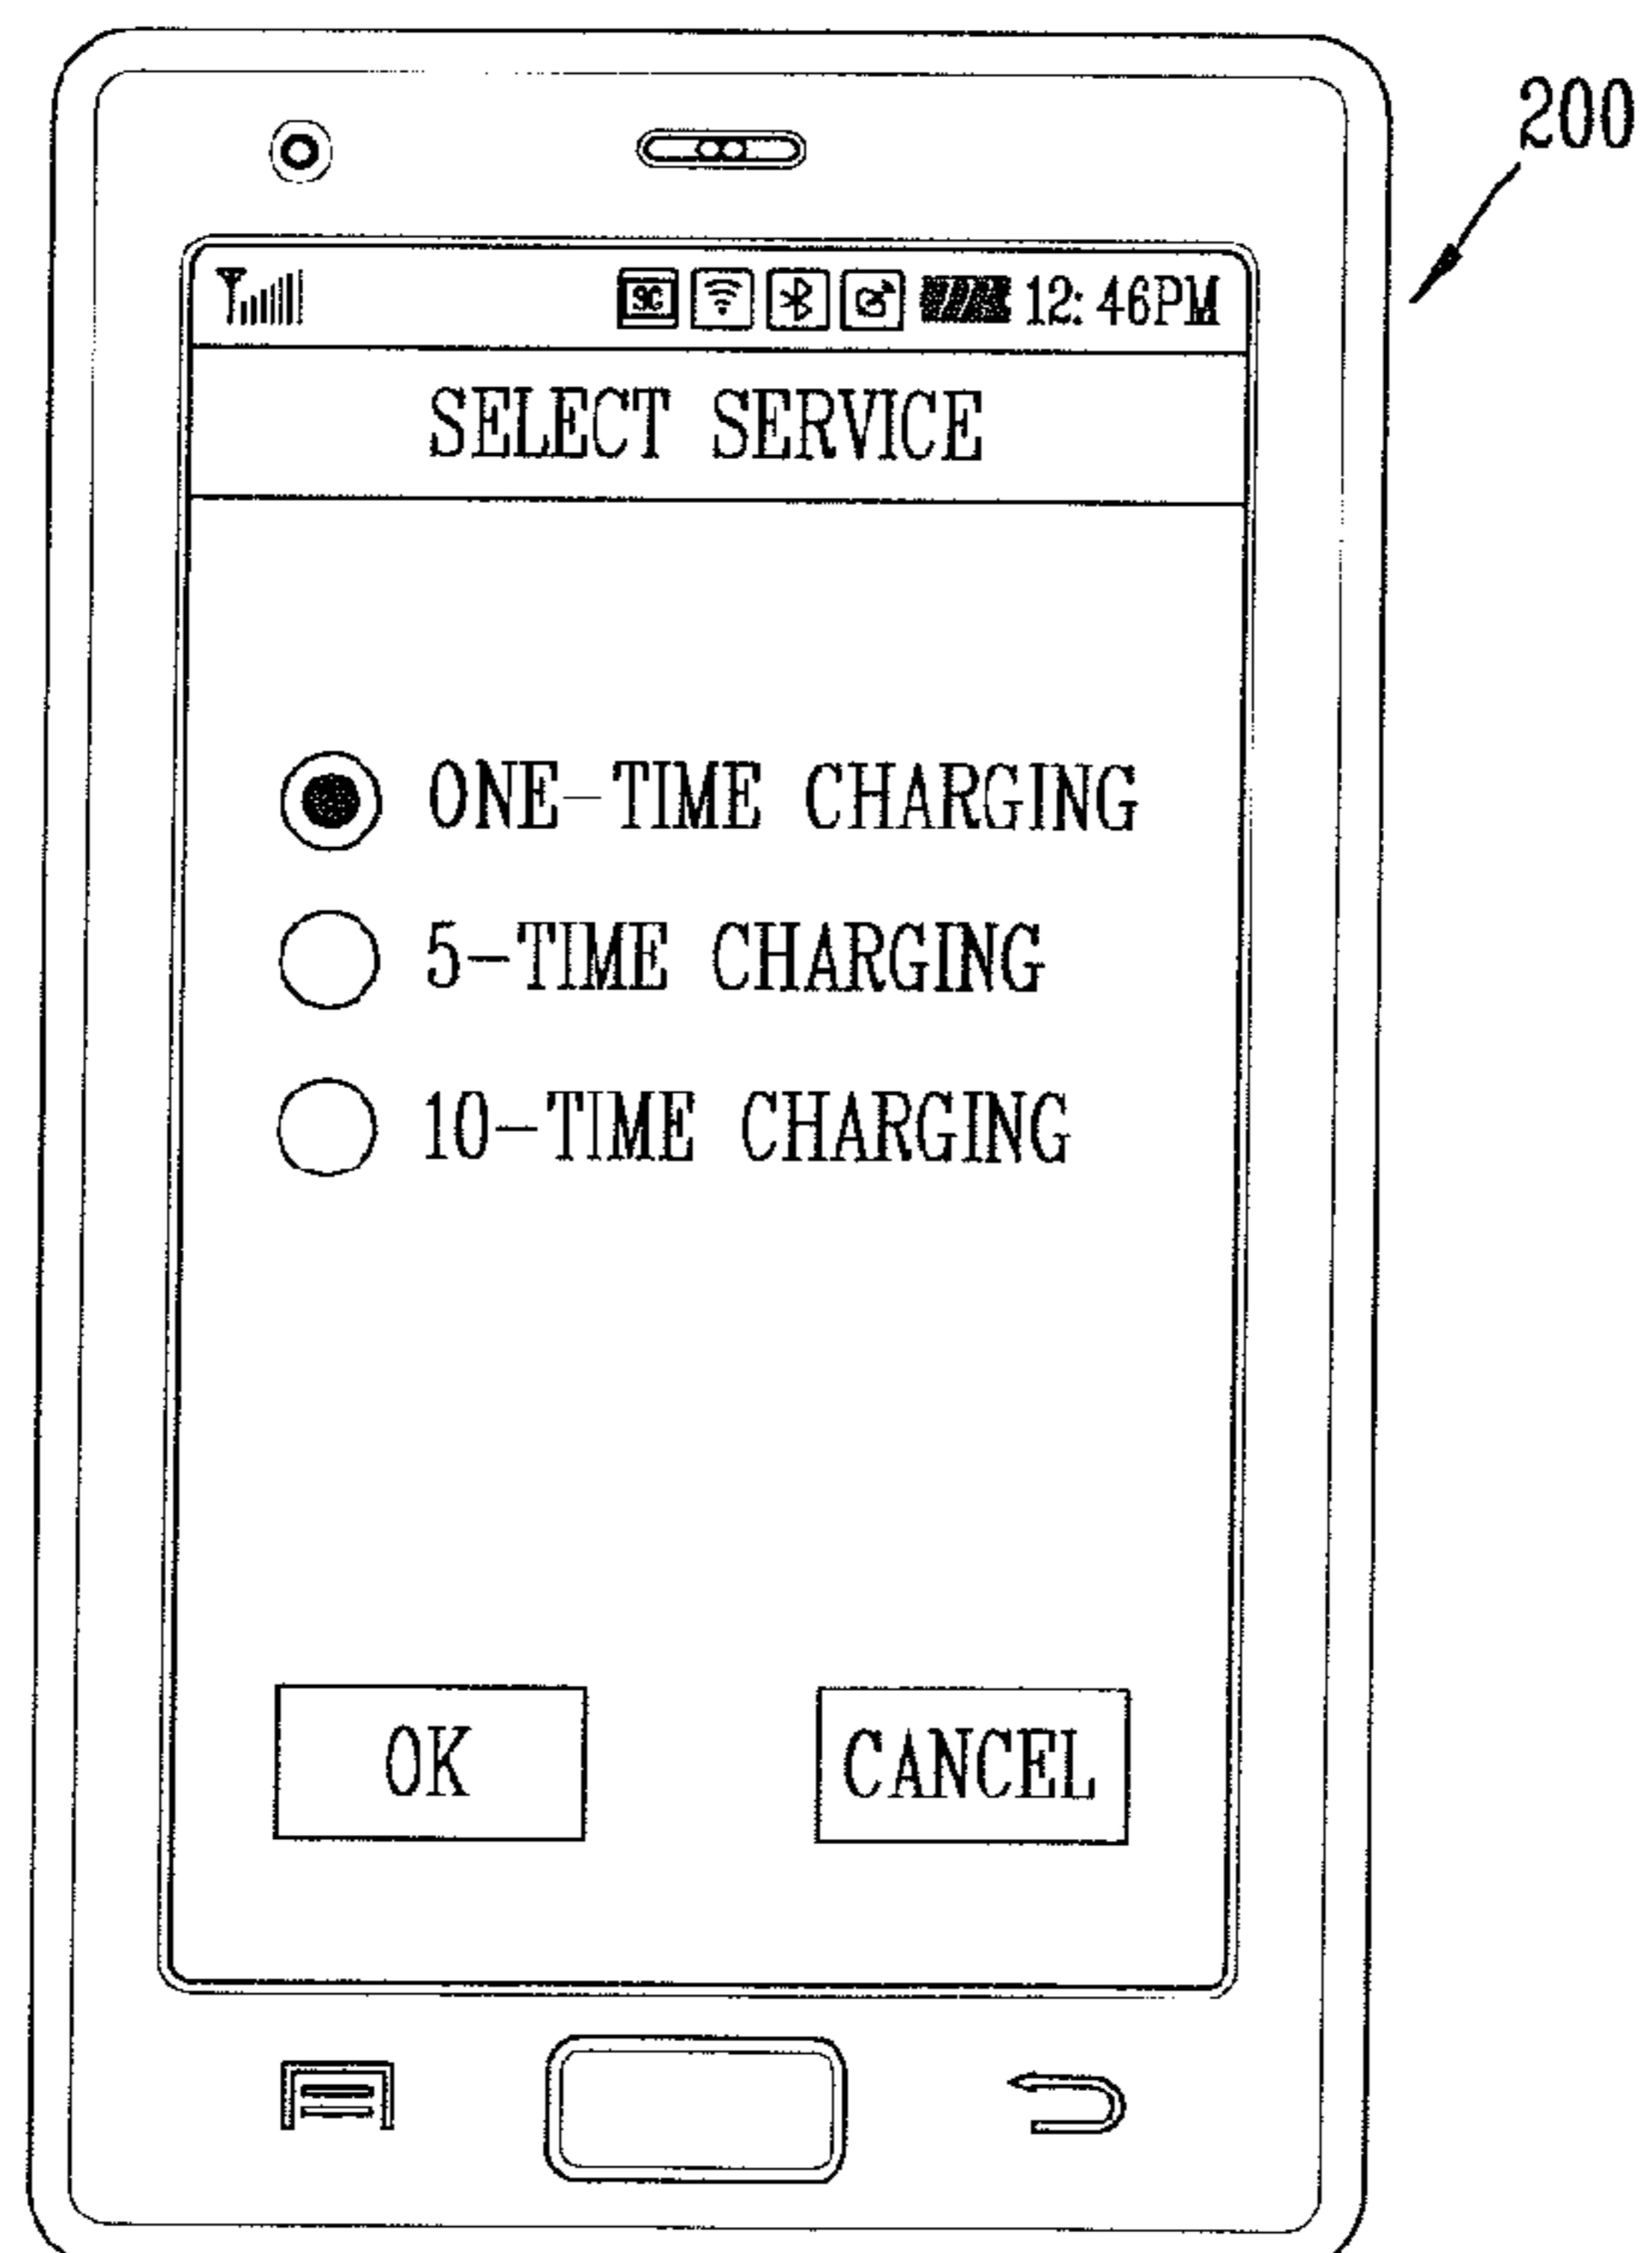 200
12:46PM
SELECT SERVICE
ONE-TIME CHARGING
5-TIME CHARGING
10-TIME CHARGING
OK
CANCEL